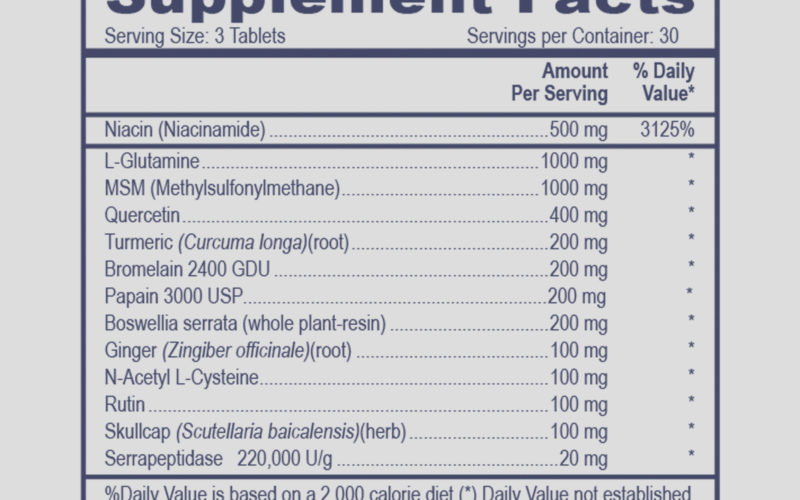 Supplement Facts
Serving Size: 3 Tablets Servings per Container: 30
Amount Per Serving % Daily Value*
Niacin (Niacinamide) 500 mg 3125%
L-Glutamine 1000 mg *
MSM (Methylsulfonylmethane) 1000 mg *
Quercetin 400 mg *
Turmeric (Curcuma longa)(root) 200 mg *
Bromelain 2400 GDU 200 mg *
Papain 3000 USP 200 mg *
Boswellia serrata (whole plant-resin) 200 mg *
Ginger (Zingiber officinale)(root) 100 mg *
N-Acetyl L-Cysteine 100 mg *
Rutin 100 mg *
Skullcap (Scutellaria baicalensis)(herb) 100 mg *
Serrapeptidase 220,000 U/g 20 mg *
%Daily Value is based on a 2,000 calorie diet (*) Daily Value not established